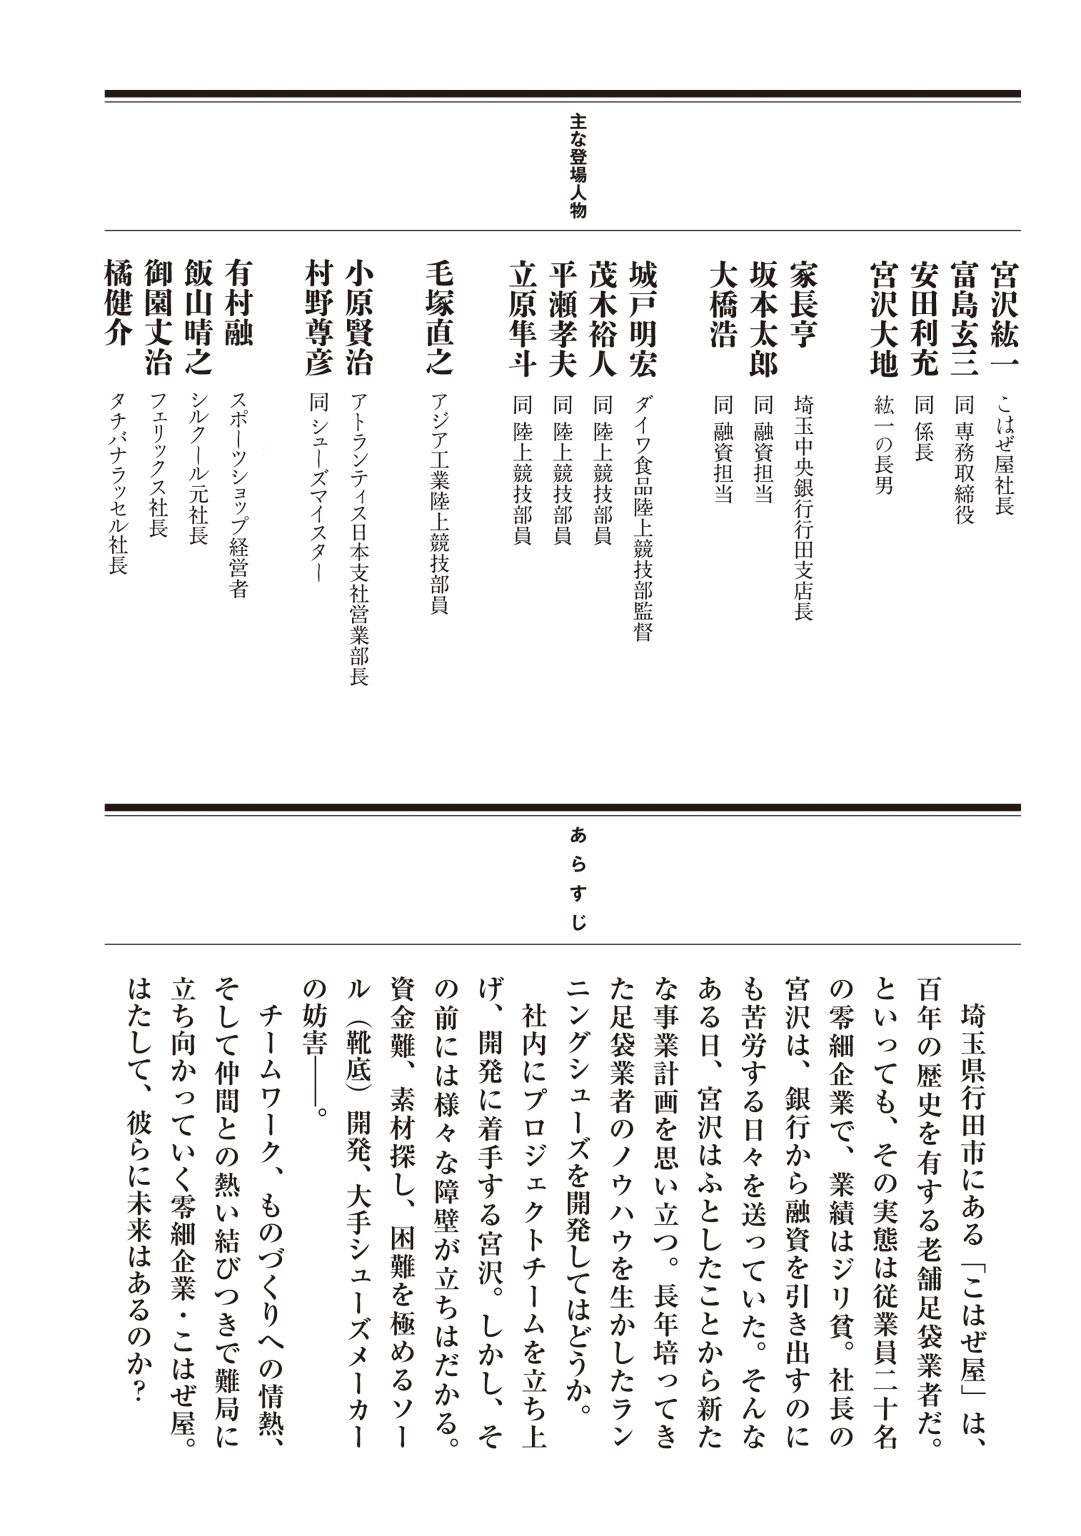 主な登場人物
宮沢紘一 こはぜ屋社長
富島玄三 同 専務取締役
安田利充 同 係長
宮沢大地 紘一の長男
家長亨 埼玉中央銀行行田支店長
坂本太郎 同 融資担当
大橋浩 同 融資担当
城戸明宏 ダイワ食品陸上競技部監督
茂木裕人 同 陸上競技部員
平瀬孝夫 同 陸上競技部員
立原隼斗 同 陸上競技部員
毛塚直之 アジア工業陸上競技部員
小原賢治 アトランティス日本支社営業部長
村野尊彦 同 シューズマイスター
有村融 スポーツショップ経営者
飯山晴之 シルクール元社長
御園丈治 フェリックス社長
橘健介 タチバナラッセル社長
あらすじ
埼玉県行田市にある「こはぜ屋」は、
百年の歴史を有する老舗足袋業者だ。
といっても、その実態は従業員二十名
の零細企業で、業績はジリ貧。社長の
宮沢は、銀行から融資を引き出すのに
も苦労する日々を送っていた。そんな
ある日、宮沢はふとしたことから新た
な事業計画を思い立つ。長年培ってき
た足袋業者のノウハウを生かしたラン
ニングシューズを開発してはどうか。
社内にプロジェクトチームを立ち上
げ、開発に着手する宮沢。しかし、そ
の前には様々な障壁が立ちはだかる。
資金難、素材探し、困難を極めるソー
ル（靴底）開発、大手シューズメーカー
の妨害――。
チームワーク、ものづくりへの情熱、
そして仲間との熱い結びつきで難局に
立ち向かっていく零細企業・こはぜ屋。
はたして、彼らに未来はあるのか？